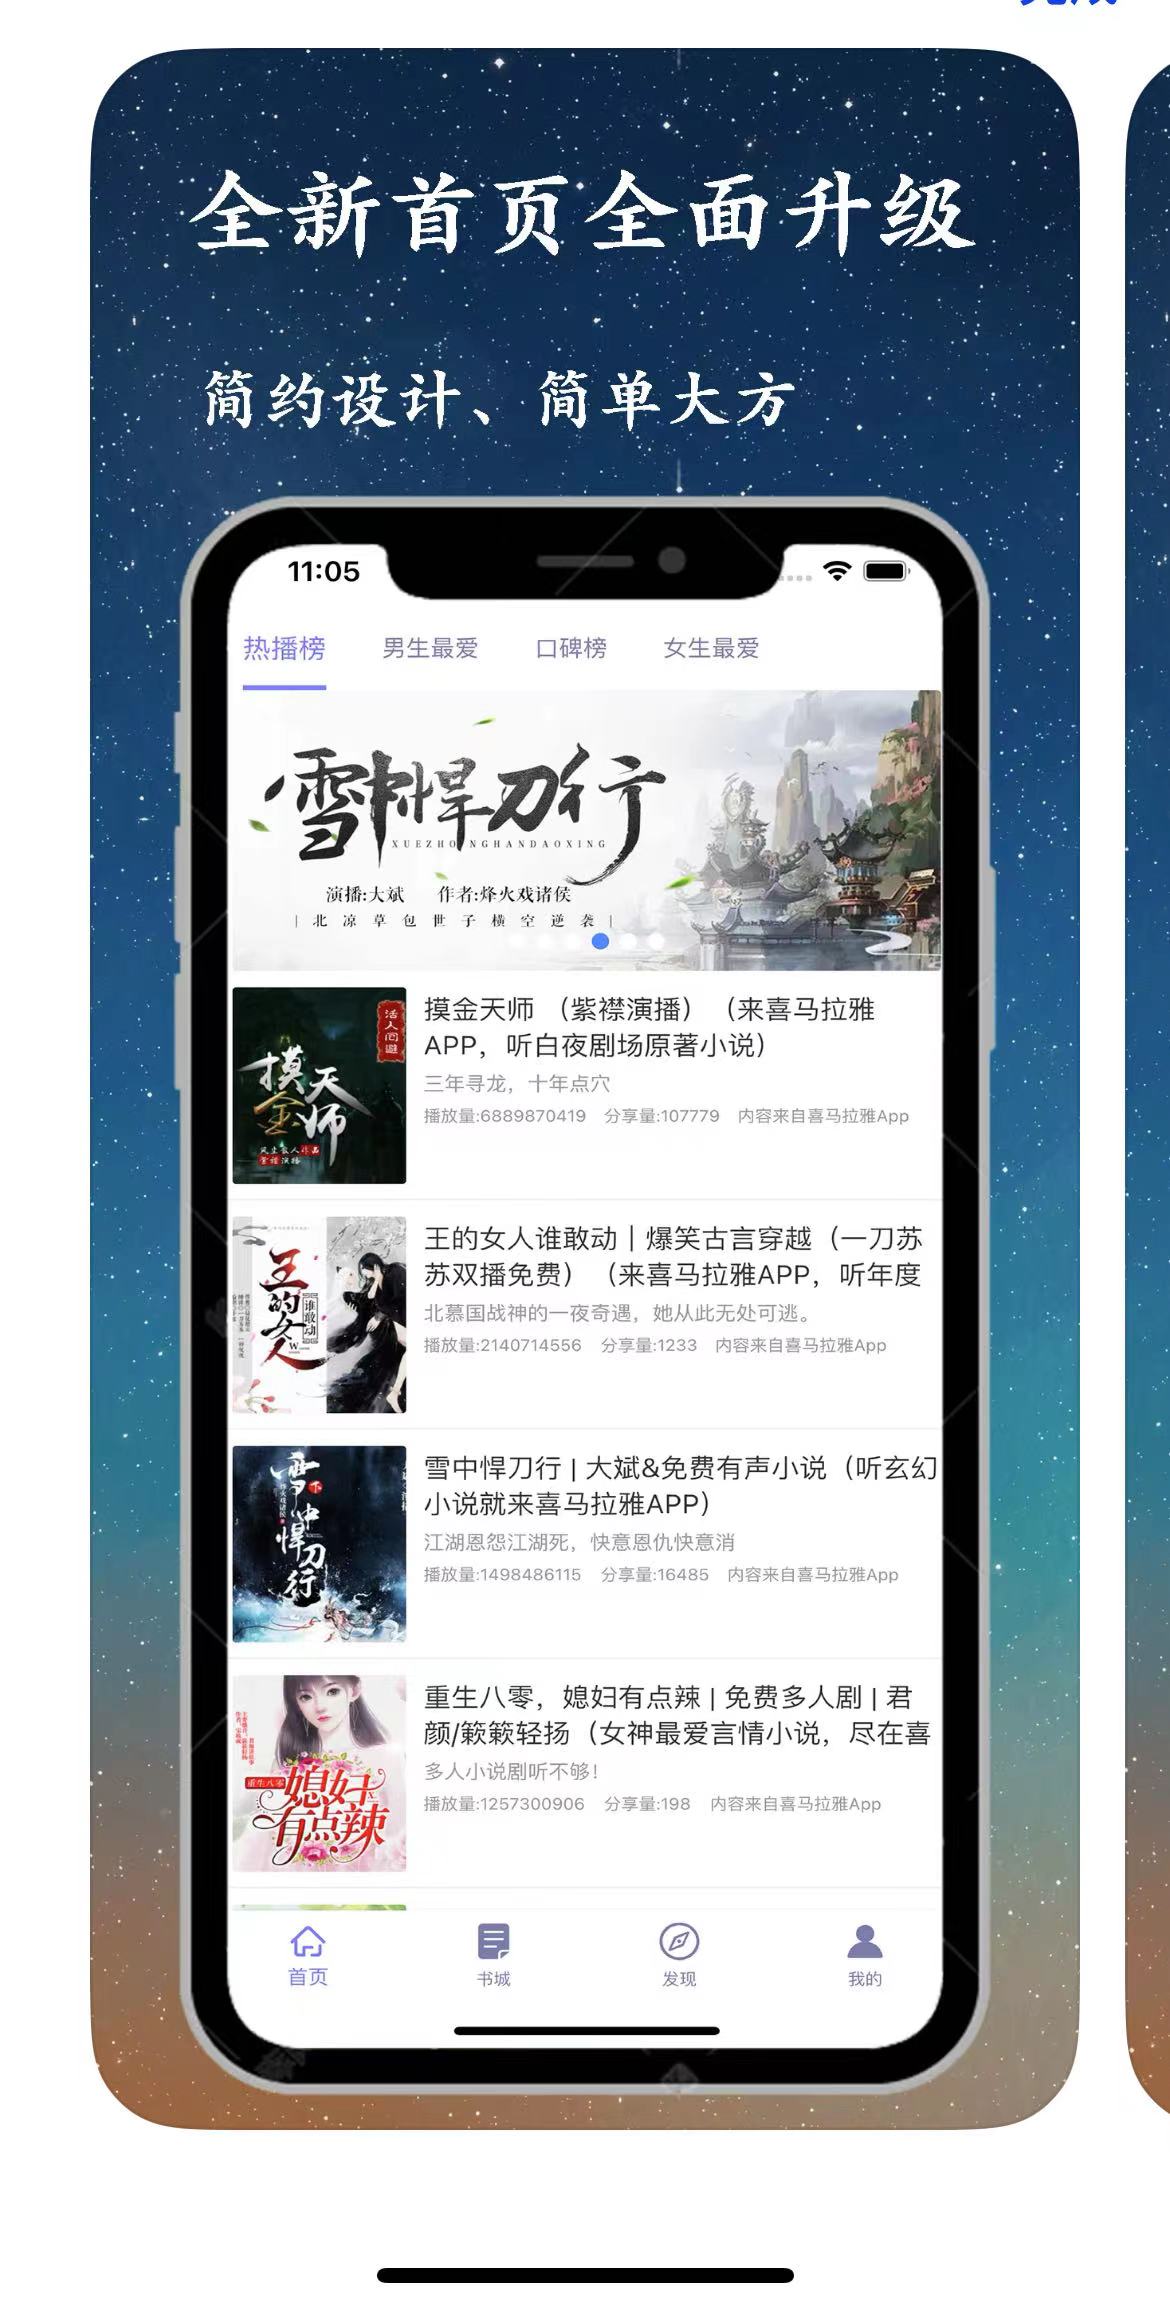 全新首页全面升级
简约设计、简单大方
11:05
热播榜 男生最爱 口碑榜 女生最爱
雪中悍刀行
XUEZHONGHANDAOXING
演播:大斌 作者:烽火戏诸侯
| 北凉草包世子横空逆袭 |
活人回避
摸金天师
紫襟演播
摸金天师 （紫襟演播） （来喜马拉雅
APP，听白夜剧场原著小说）
三年寻龙，十年点穴
播放量:6889870419 分享量:107779 内容来自喜马拉雅App
王的女人
谁敢动
王的女人谁敢动｜爆笑古言穿越（一刀苏
苏双播免费）（来喜马拉雅APP，听年度
北慕国战神的一夜奇遇，她从此无处可逃。
播放量:2140714556 分享量:1233 内容来自喜马拉雅App
雪中悍刀行
下
雪中悍刀行 | 大斌&免费有声小说（听玄幻
小说就来喜马拉雅APP）
江湖恩怨江湖死，快意恩仇快意消
播放量:1498486115 分享量:16485 内容来自喜马拉雅App
重生八零
媳妇有点辣
重生八零，媳妇有点辣 | 免费多人剧 | 君
颜/簌簌轻扬（女神最爱言情小说，尽在喜
多人小说剧听不够！
播放量:1257300906 分享量:198 内容来自喜马拉雅App
首页 书城 发现 我的